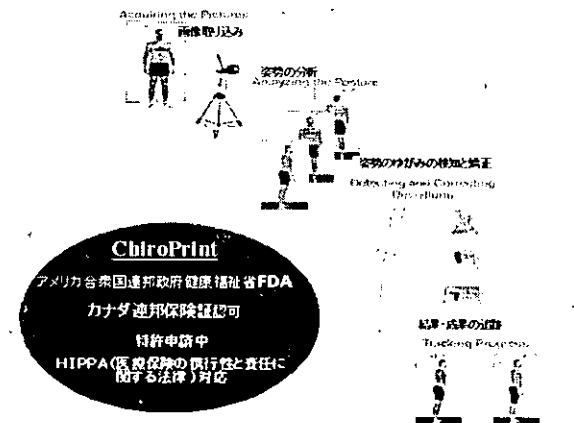 Acquiring the Pictures
画像取り込み
姿勢の分析
Analyzing the Posture
姿勢のゆがみの検知と矯正
Detecting and Correcting
ChiroPrint
アメリカ合衆国連邦政府健康福祉省FDA
カナダ連邦保険証認可
特許申請中
HIPPA(医療保険の携行性と責任に
関する法律)対応
結果・成果の追跡
Tracking Progress